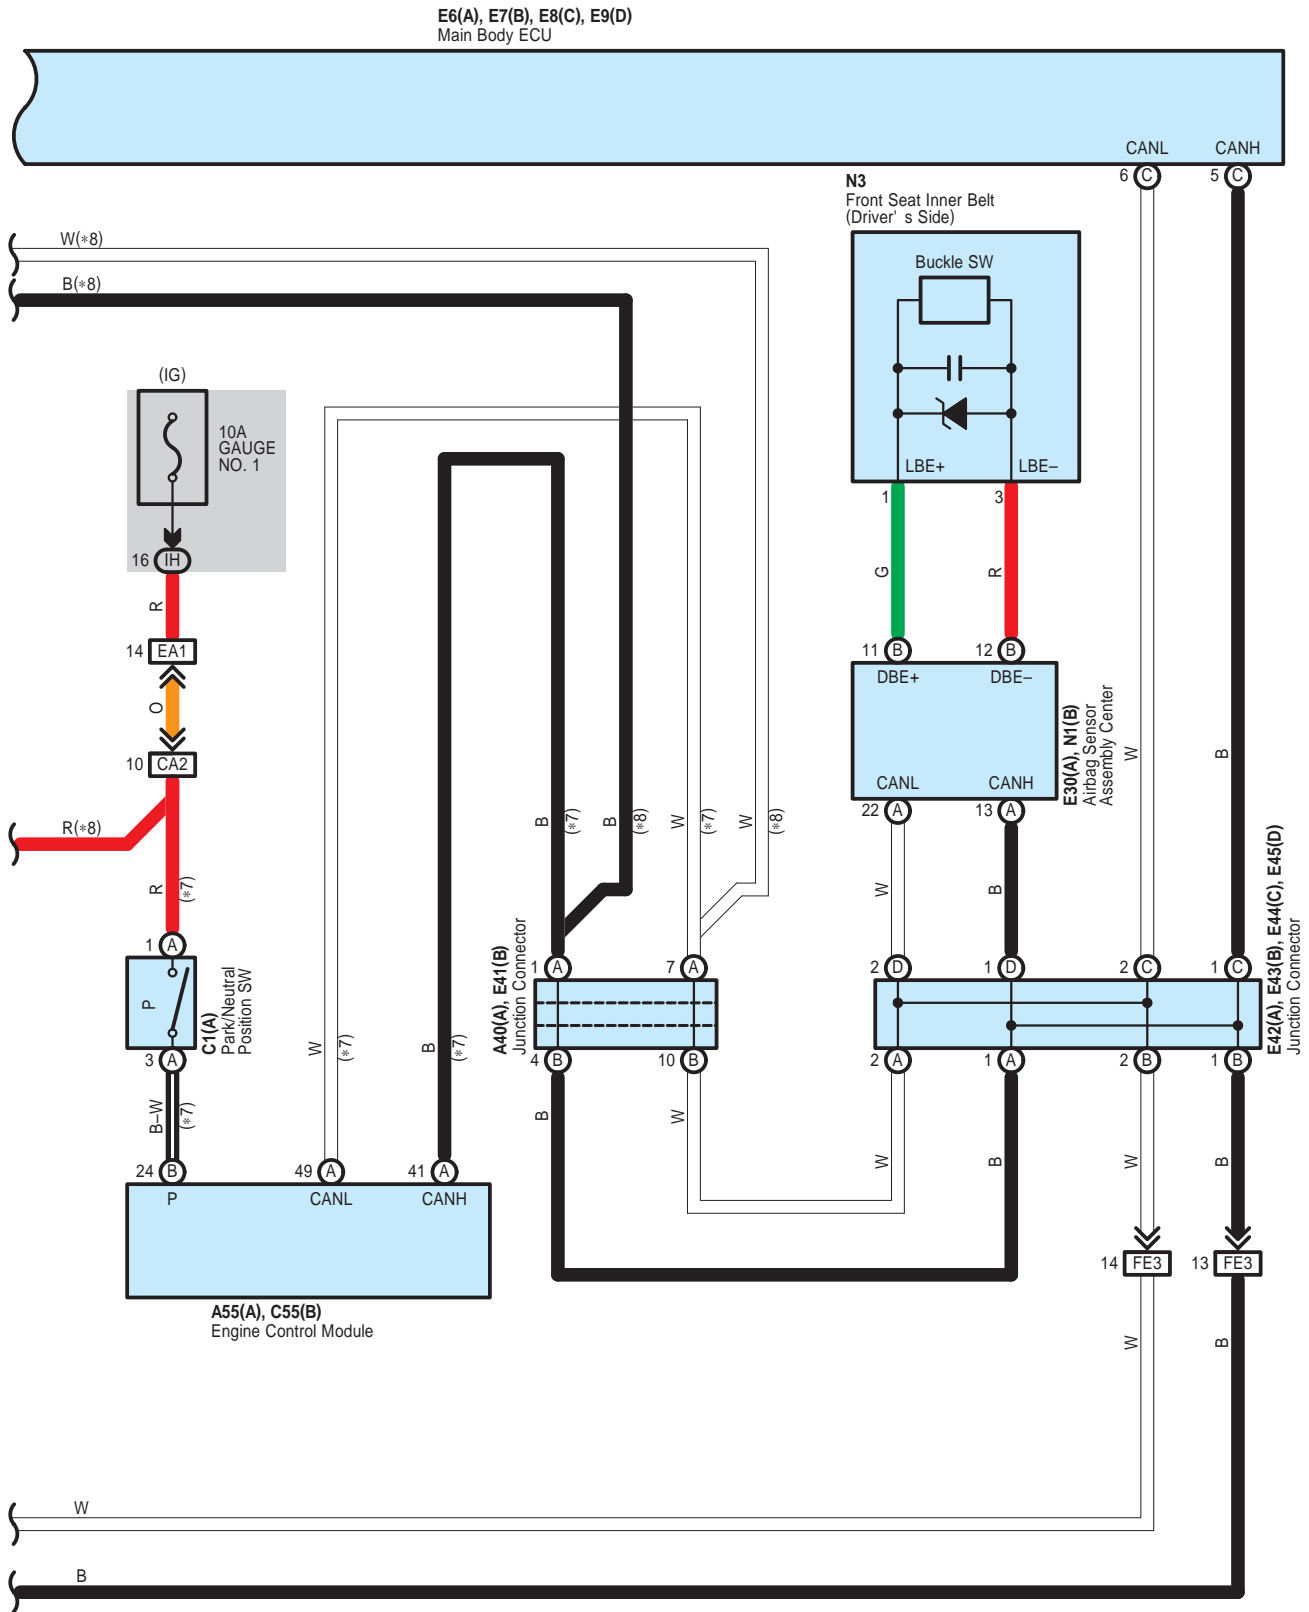 E6(A), E7(B), E8(C), E9(D)
Main Body ECU
CANL CANH
6 C 5 C
N3
Front Seat Inner Belt
(Driver' s Side)
W(*8)
Buckle SW
B(*8)
(IG)
10A
GAUGE
NO. 1
LBE+ LBE–
1 3
16 IH
G R
R
14 EA1
11 B 12 B
DBE+ DBE–
O
E30(A), N1(B)
Airbag Sensor
Assembly Center
W B
10 CA2
CANL CANH
22 A 13 A
R(*8)
B (*7) B (*8) W (*7) W (*8)
R (*7)
W B
1 A
A40(A), E41(B)
Junction Connector
1 A 7 A
2 D 1 D 2 C 1 C
E42(A), E43(B), E44(C), E45(D)
Junction Connector
P
C1(A)
Park/Neutral
Position SW
W (*7) B (*7)
3 A
4 B 10 B
2 A 1 A 2 B 1 B
B–W (*7)
B W
W B W B
24 B 49 A 41 A
P CANL CANH
14 FE3 13 FE3
A55(A), C55(B)
Engine Control Module
W B
W
B